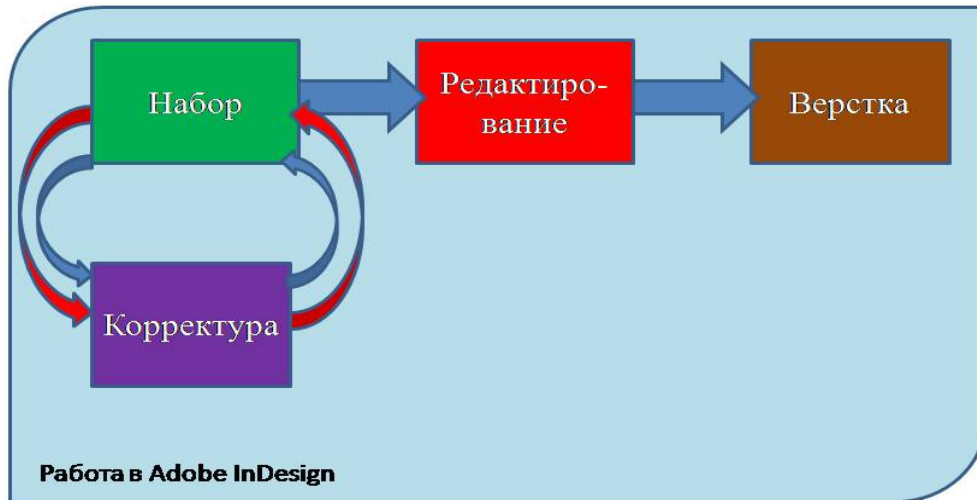 Набор
Редактиро-
вание
Верстка
Корректура
Работа в Adobe InDesign